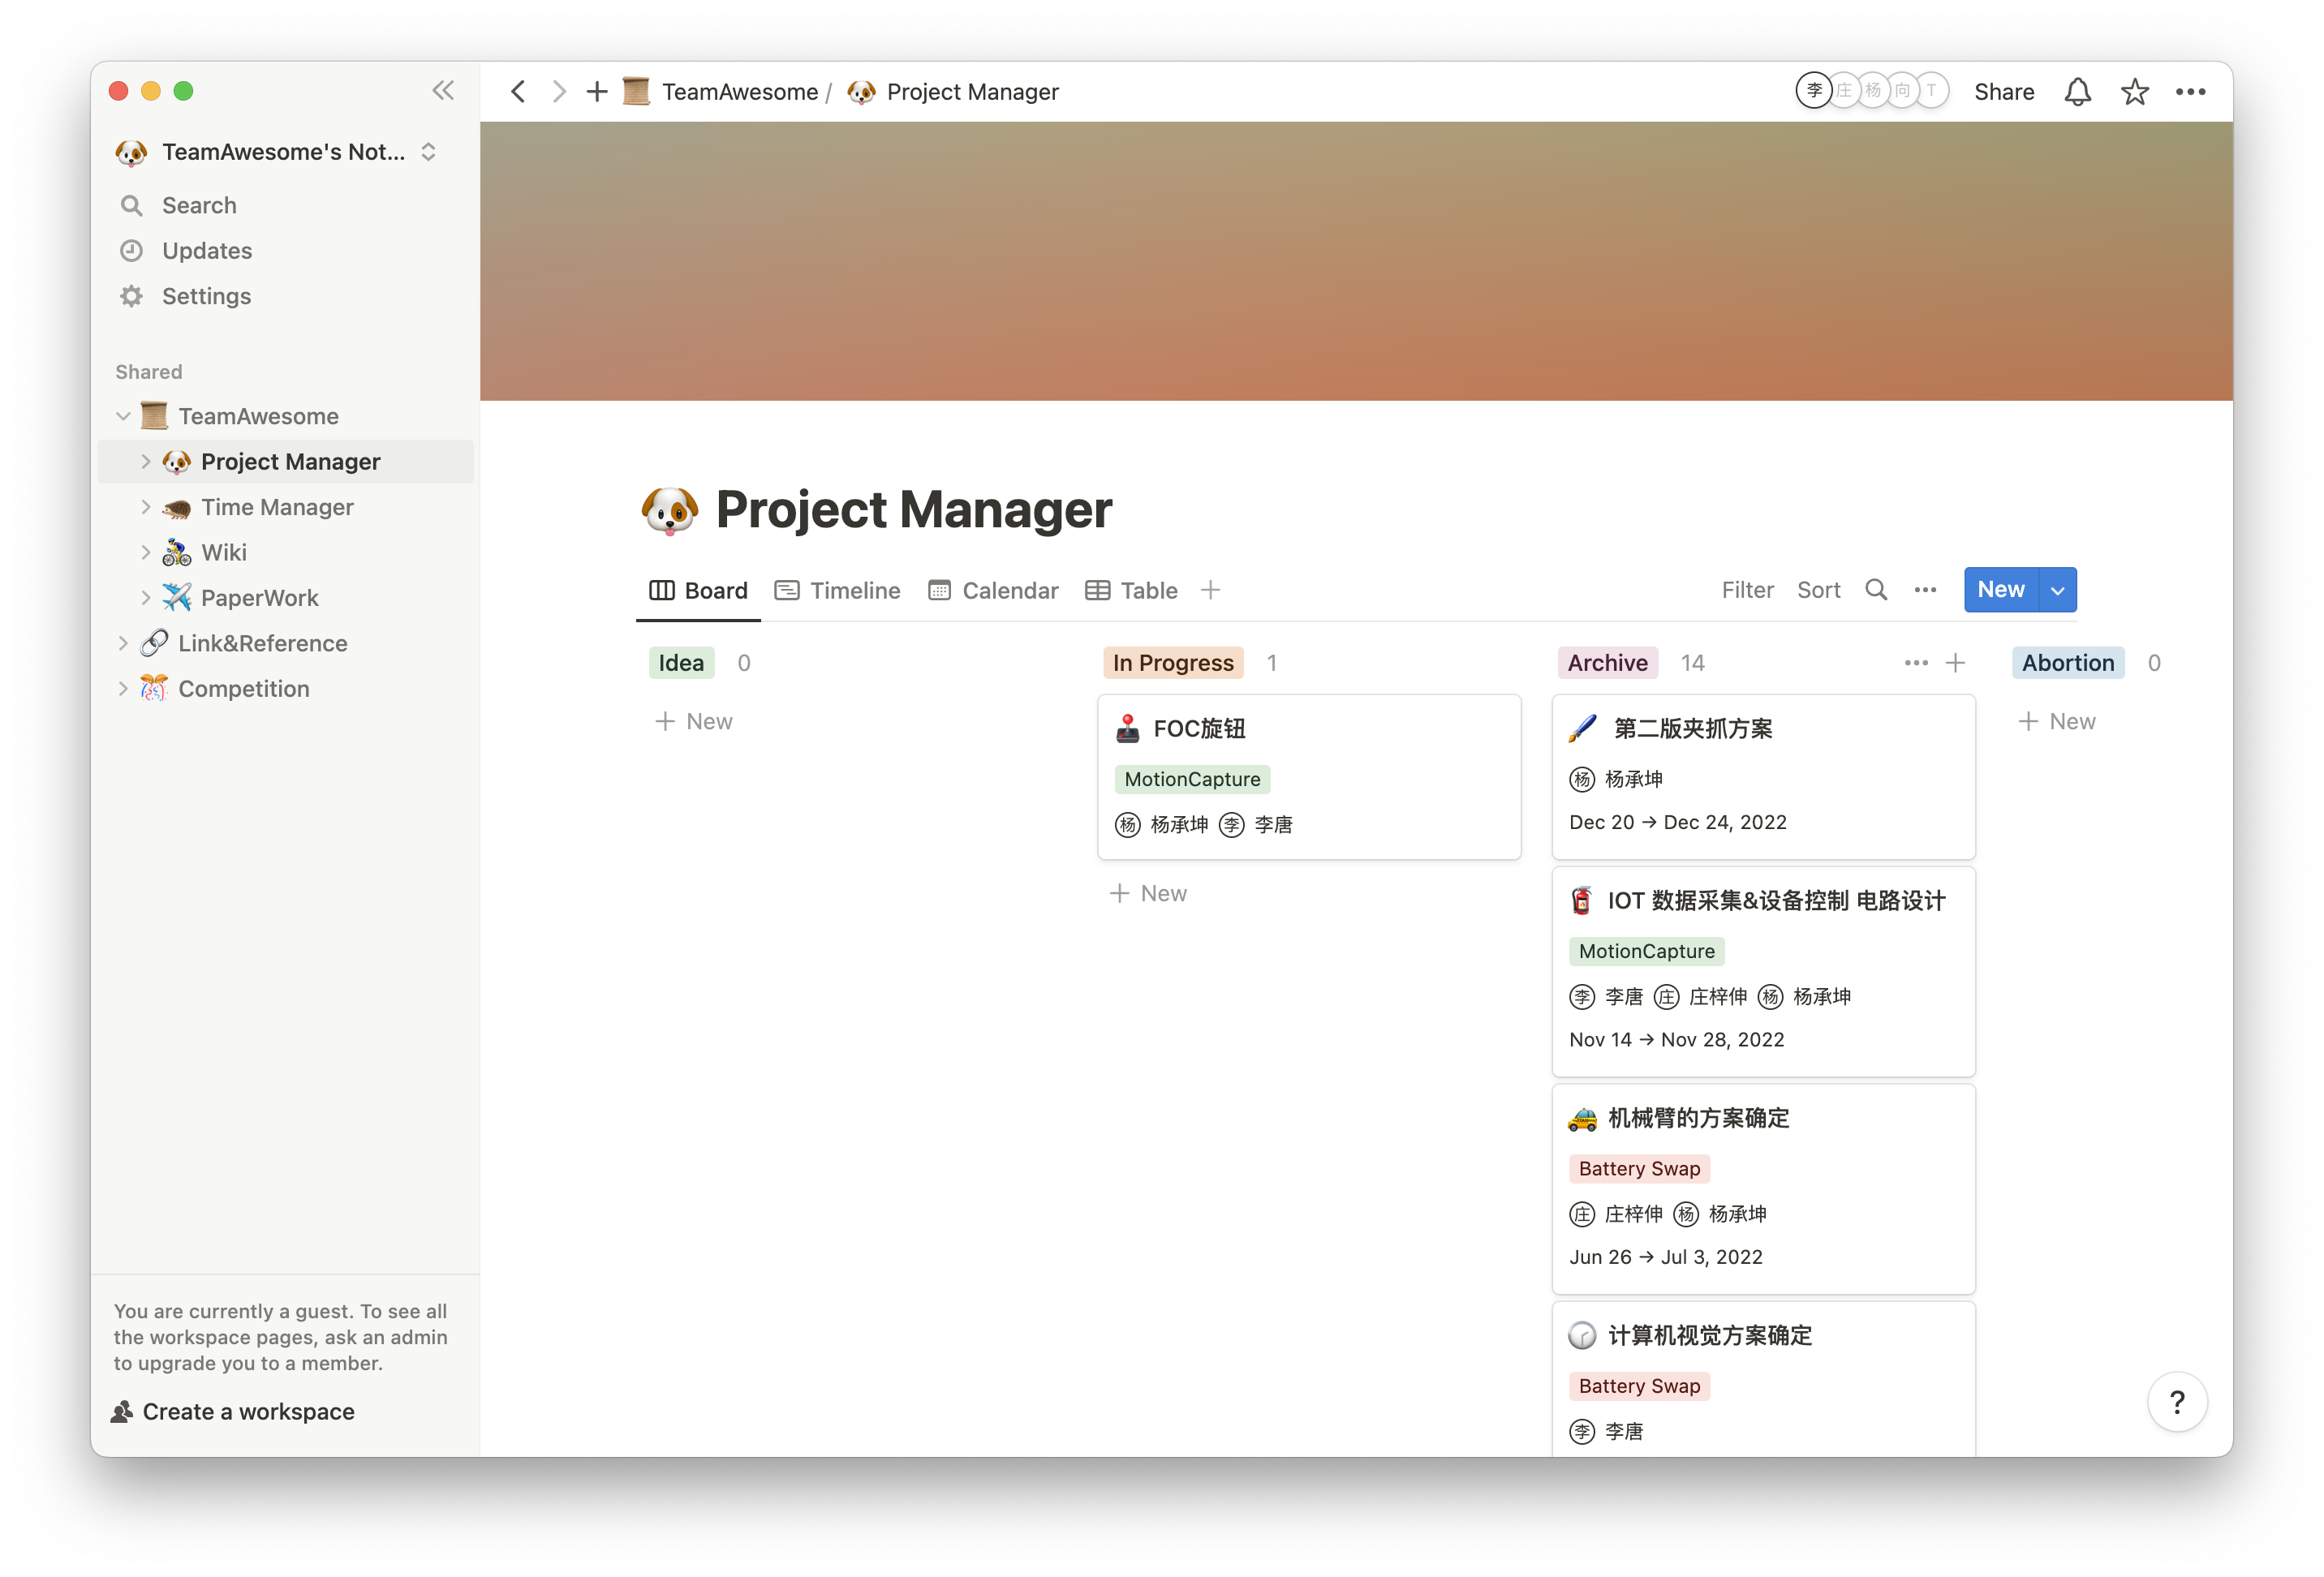 TeamAwesome's Not...
Search
Updates
Settings
Shared
TeamAwesome
Project Manager
Time Manager
Wiki
PaperWork
Link&Reference
Competition
You are currently a guest. To see all
the workspace pages, ask an admin
to upgrade you to a member.
Create a workspace
TeamAwesome / Project Manager
李 庄 杨 向 T Share
Project Manager
Board Timeline Calendar Table
Filter Sort New
Idea 0
New
In Progress 1
FOC旋钮
MotionCapture
杨 杨承坤 李 李唐
New
Archive 14
第二版夹抓方案
杨 杨承坤
Dec 20 → Dec 24, 2022
IOT 数据采集&设备控制 电路设计
MotionCapture
李 李唐 庄 庄梓伸 杨 杨承坤
Nov 14 → Nov 28, 2022
机械臂的方案确定
Battery Swap
庄 庄梓伸 杨 杨承坤
Jun 26 → Jul 3, 2022
计算机视觉方案确定
Battery Swap
李 李唐
Abortion 0
New
?